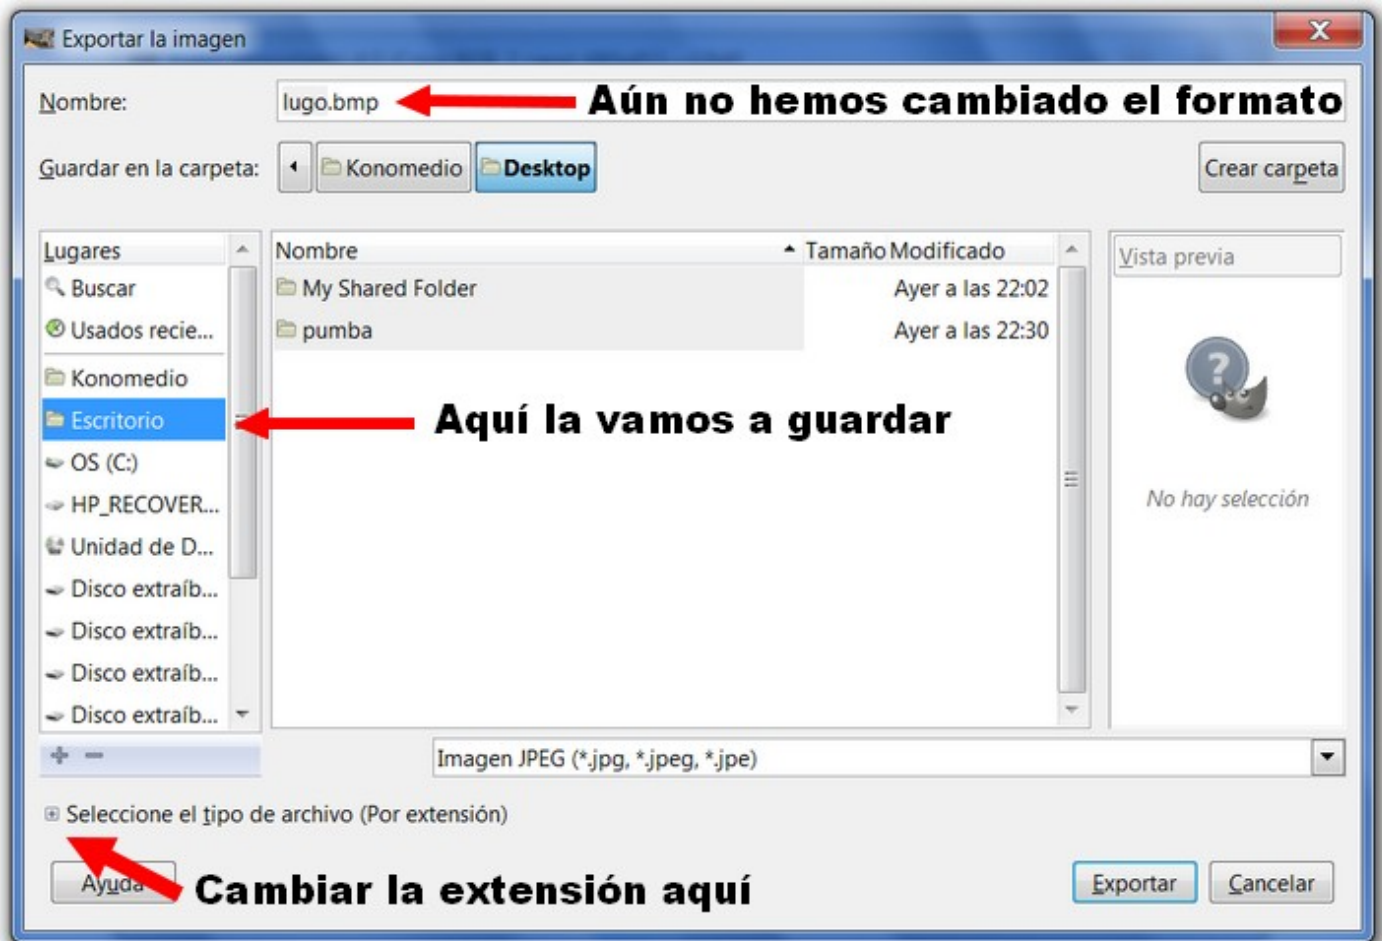 Exportar la imagen
X
Nombre:
lugo.bmp
Aún no hemos cambiado el formato
Guardar en la carpeta:
Konomedio
Desktop
Crear carpeta
Lugares
Buscar
Usados recie...
Konomedio
Escritorio
OS (C:)
HP_RECOVER...
Unidad de D...
Disco extraíb...
Disco extraíb...
Disco extraíb...
Disco extraíb...
Nombre
Tamaño
Modificado
My Shared Folder
Ayer a las 22:02
pumba
Ayer a las 22:30
Aquí la vamos a guardar
Vista previa
?
No hay selección
Imagen JPEG (*.jpg, *.jpeg, *.jpe)
Seleccione el tipo de archivo (Por extensión)
Ayuda
Cambiar la extensión aquí
Exportar
Cancelar